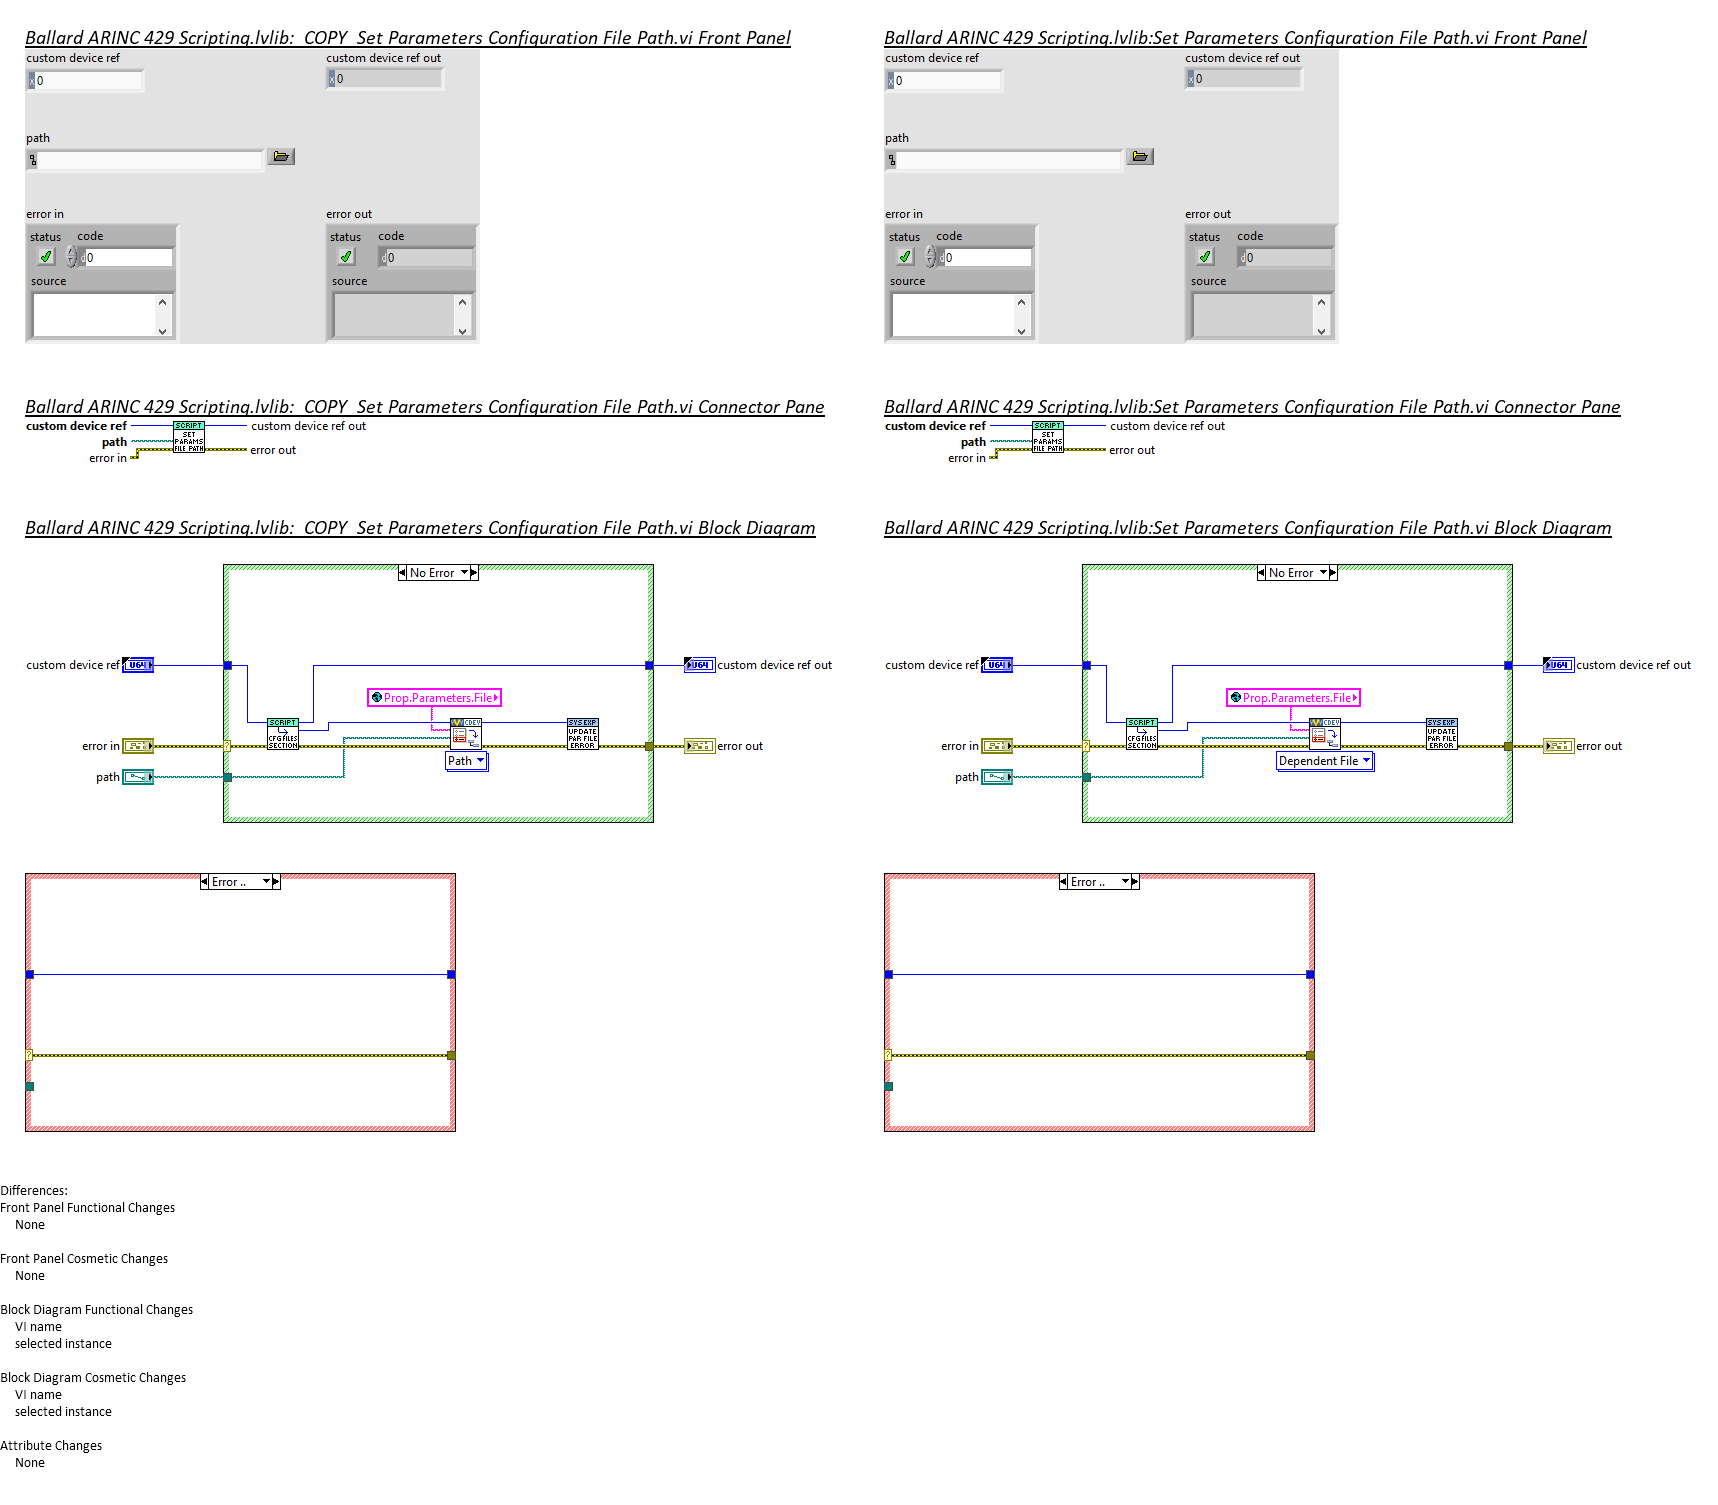 Ballard ARINC 429 Scripting.lvlib:  COPY  Set Parameters Configuration File Path.vi Front Panel
custom device ref
custom device ref out
x 0
x 0
path
error in
error out
status
code
status
code
d 0
d 0
source
source
Ballard ARINC 429 Scripting.lvlib:Set Parameters Configuration File Path.vi Front Panel
custom device ref
custom device ref out
x 0
x 0
path
error in
error out
status
code
status
code
d 0
d 0
source
source
Ballard ARINC 429 Scripting.lvlib:  COPY  Set Parameters Configuration File Path.vi Connector Pane
custom device ref
SCRIPT
custom device ref out
SET
path
PARAMS
FILE PATH
error out
error in
Ballard ARINC 429 Scripting.lvlib:Set Parameters Configuration File Path.vi Connector Pane
custom device ref
SCRIPT
custom device ref out
SET
path
PARAMS
FILE PATH
error out
error in
Ballard ARINC 429 Scripting.lvlib:  COPY  Set Parameters Configuration File Path.vi Block Diagram
No Error
custom device ref
U64
U64
custom device ref out
Prop.Parameters.File
SCRIPT
CFG FILES
SECTION
CDEV
SYS EXP
UPDATE
PAR FILE
ERROR
error in
?
error out
Path
path
Error ..
?
Ballard ARINC 429 Scripting.lvlib:Set Parameters Configuration File Path.vi Block Diagram
No Error
custom device ref
U64
U64
custom device ref out
Prop.Parameters.File
SCRIPT
CFG FILES
SECTION
CDEV
SYS EXP
UPDATE
PAR FILE
ERROR
error in
?
error out
Dependent File
path
Error ..
?
Differences:
Front Panel Functional Changes
None
Front Panel Cosmetic Changes
None
Block Diagram Functional Changes
VI name
selected instance
Block Diagram Cosmetic Changes
VI name
selected instance
Attribute Changes
None